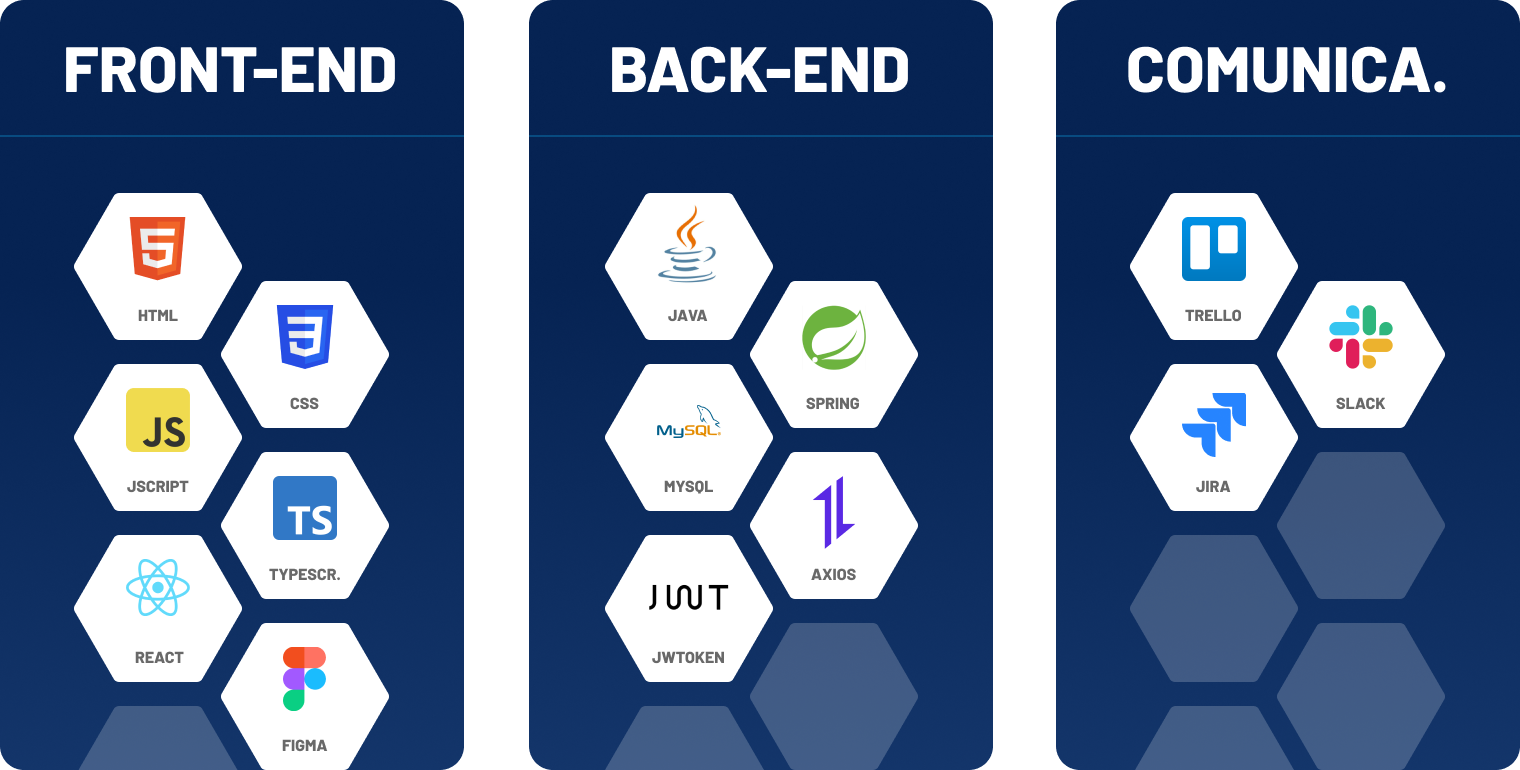 FRONT-END
HTML
CSS
JS
JSCRIPT
TS
TYPESCR.
REACT
FIGMA
BACK-END
JAVA
SPRING
MySQL®
MYSQL
AXIOS
JWT
JWTOKEN
COMUNICA.
TRELLO
SLACK
JIRA